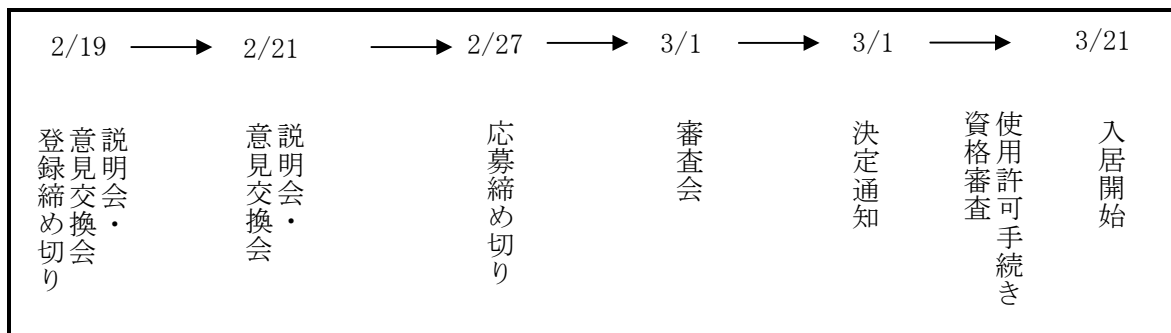 2/19
2/21
2/27
3/1
3/1
3/21
説明会・
意見交換会
登録締め切り
説明会・
意見交換会
応募締め切り
審査会
決定通知
使用許可手続き
資格審査
入居開始